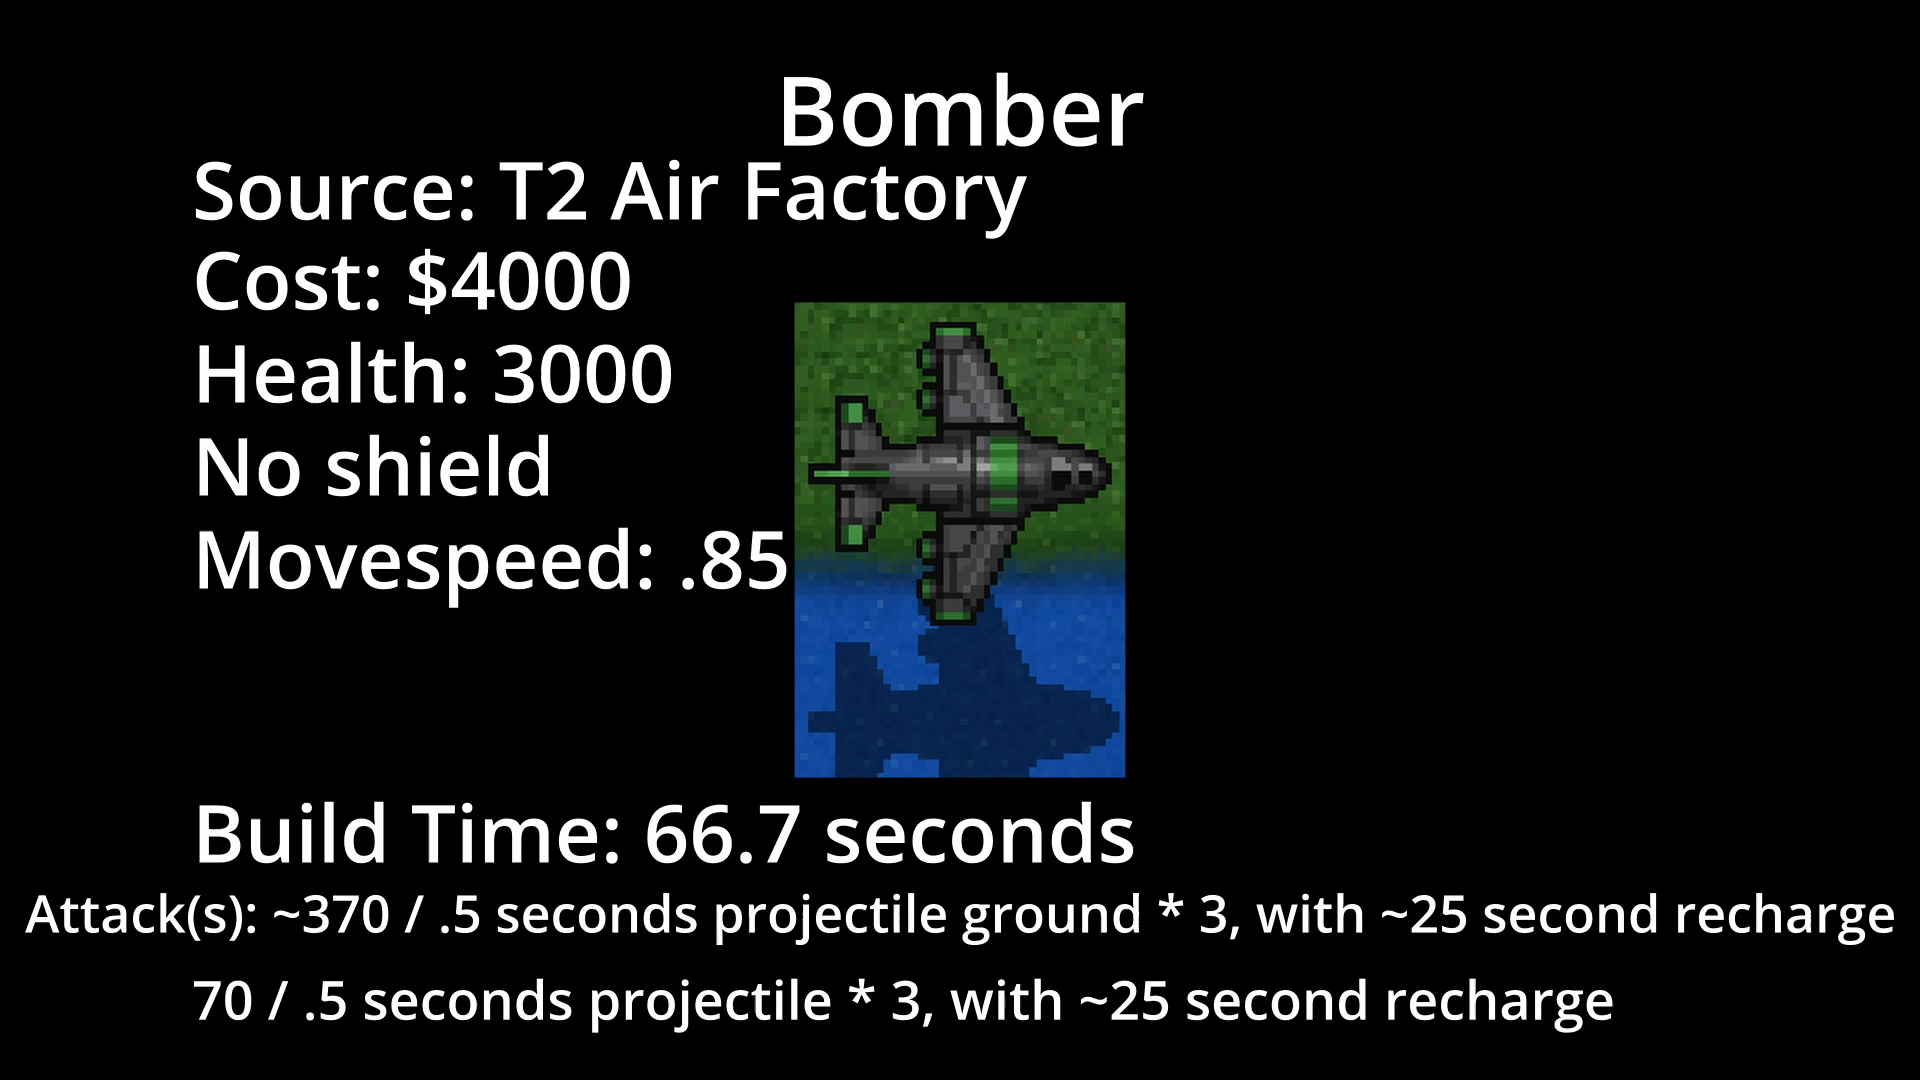 Bomber
Source: T2 Air Factory
Cost: $4000
Health: 3000
No shield
Movespeed: .85
Build Time: 66.7 seconds
Attack(s): ~370 / .5 seconds projectile ground * 3, with ~25 second recharge
70 / .5 seconds projectile * 3, with ~25 second recharge